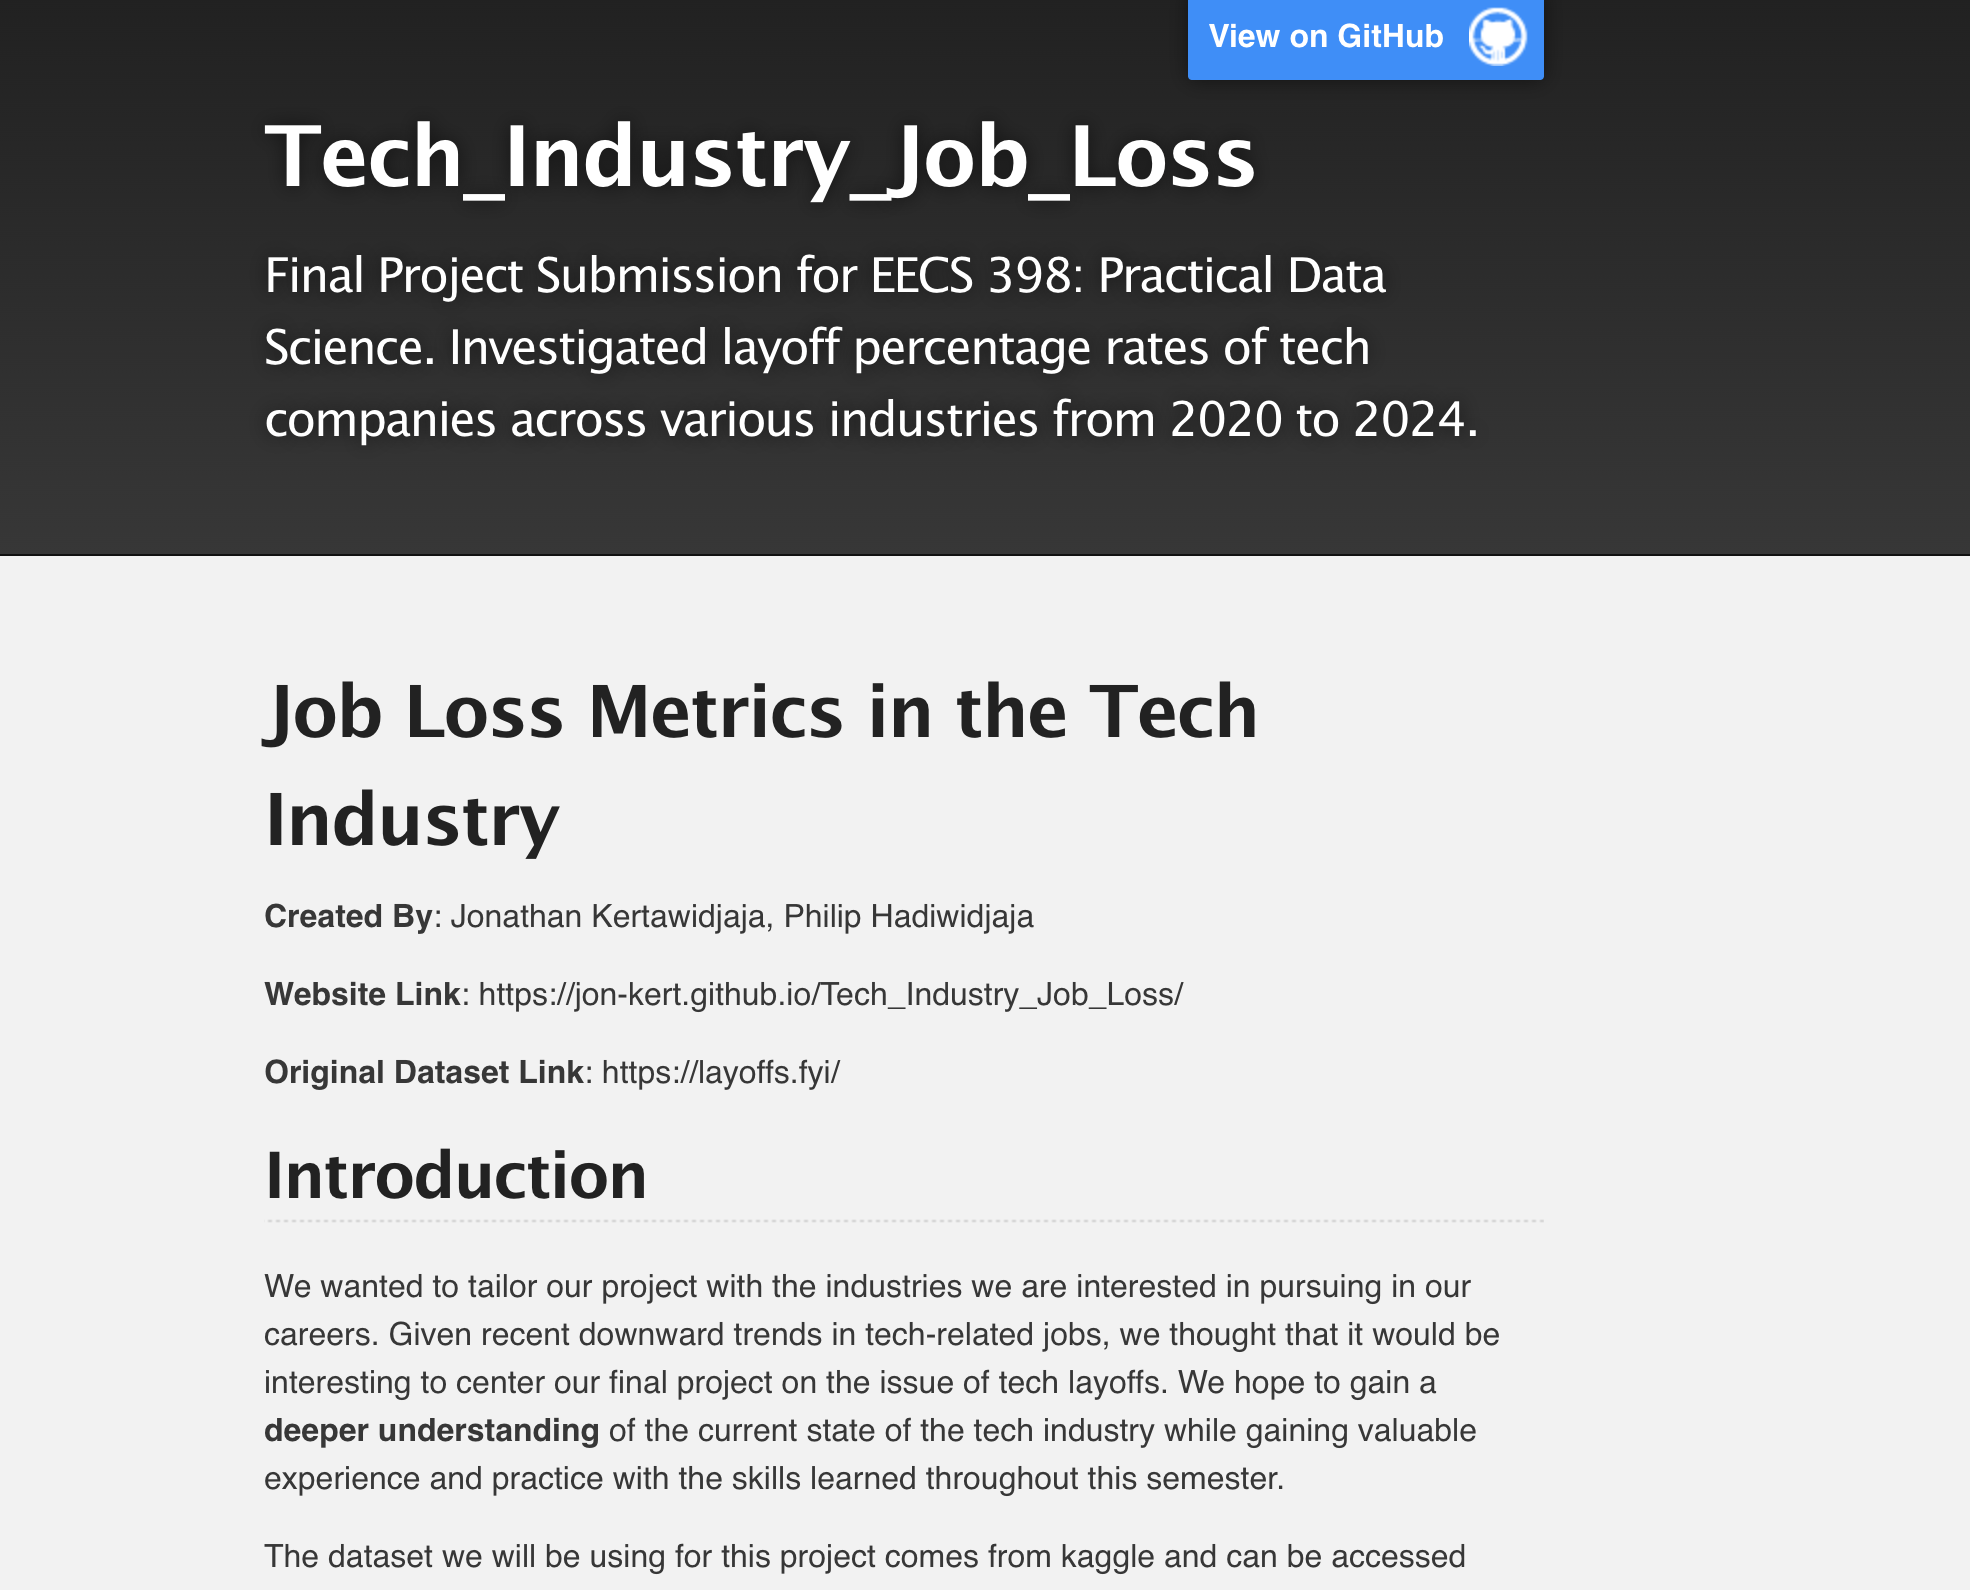 View on GitHub
Tech_Industry_Job_Loss
Final Project Submission for EECS 398: Practical Data
Science. Investigated layoff percentage rates of tech
companies across various industries from 2020 to 2024.
Job Loss Metrics in the Tech
Industry
Created By: Jonathan Kertawidjaja, Philip Hadiwidjaja
Website Link: https://jon-kert.github.io/Tech_Industry_Job_Loss/
Original Dataset Link: https://layoffs.fyi/
Introduction
We wanted to tailor our project with the industries we are interested in pursuing in our
careers. Given recent downward trends in tech-related jobs, we thought that it would be
interesting to center our final project on the issue of tech layoffs. We hope to gain a
deeper understanding of the current state of the tech industry while gaining valuable
experience and practice with the skills learned throughout this semester.
The dataset we will be using for this project comes from kaggle and can be accessed